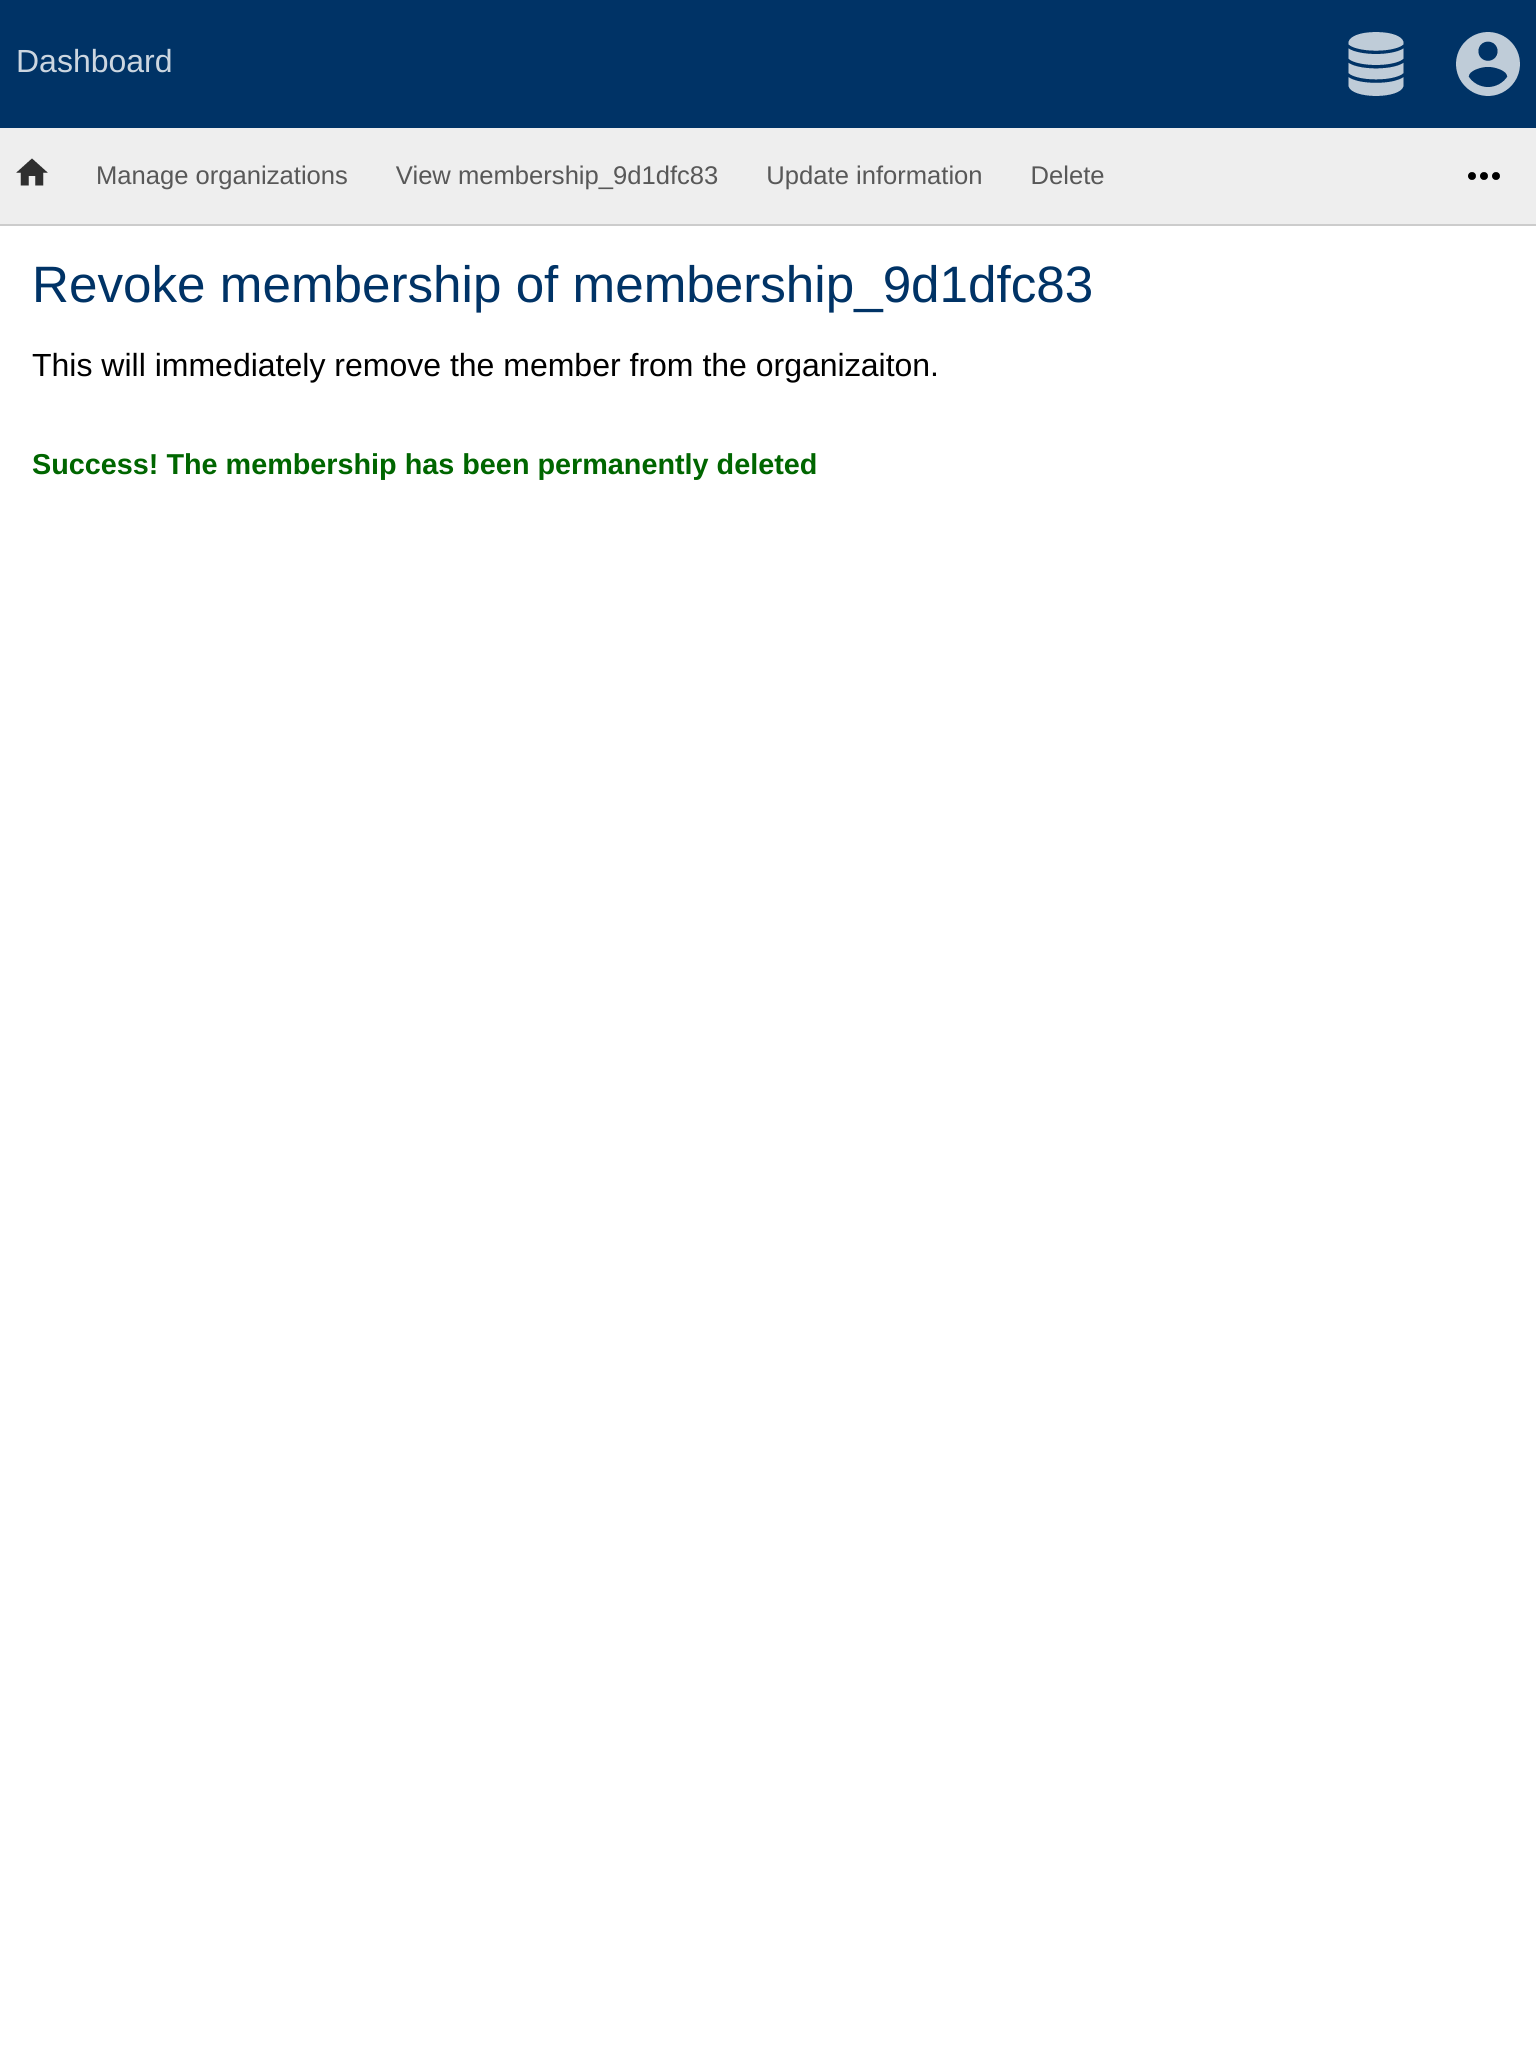 Dashboard
Manage organizations View membership_9d1dfc83 Update information Delete
Revoke membership of membership_9d1dfc83
This will immediately remove the member from the organizaiton.
Success! The membership has been permanently deleted